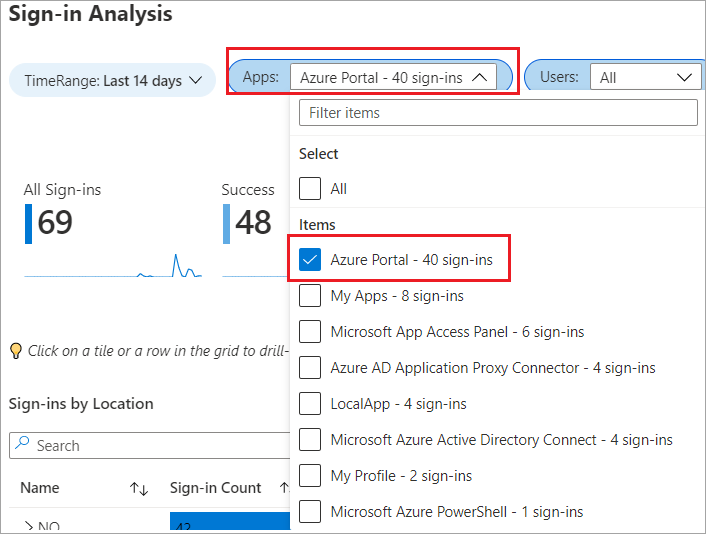 Sign-in Analysis
TimeRange: Last 14 days
Apps: Azure Portal - 40 sign-ins
Users: All
Filter items
Select
All
All Sign-ins
69
Success
48
Items
Azure Portal - 40 sign-ins
My Apps - 8 sign-ins
Microsoft App Access Panel - 6 sign-ins
Azure AD Application Proxy Connector - 4 sign-ins
LocalApp - 4 sign-ins
Microsoft Azure Active Directory Connect - 4 sign-ins
My Profile - 2 sign-ins
Microsoft Azure PowerShell - 1 sign-ins
Click on a tile or a row in the grid to drill-
Sign-ins by Location
Search
Name
Sign-in Count
NO
42